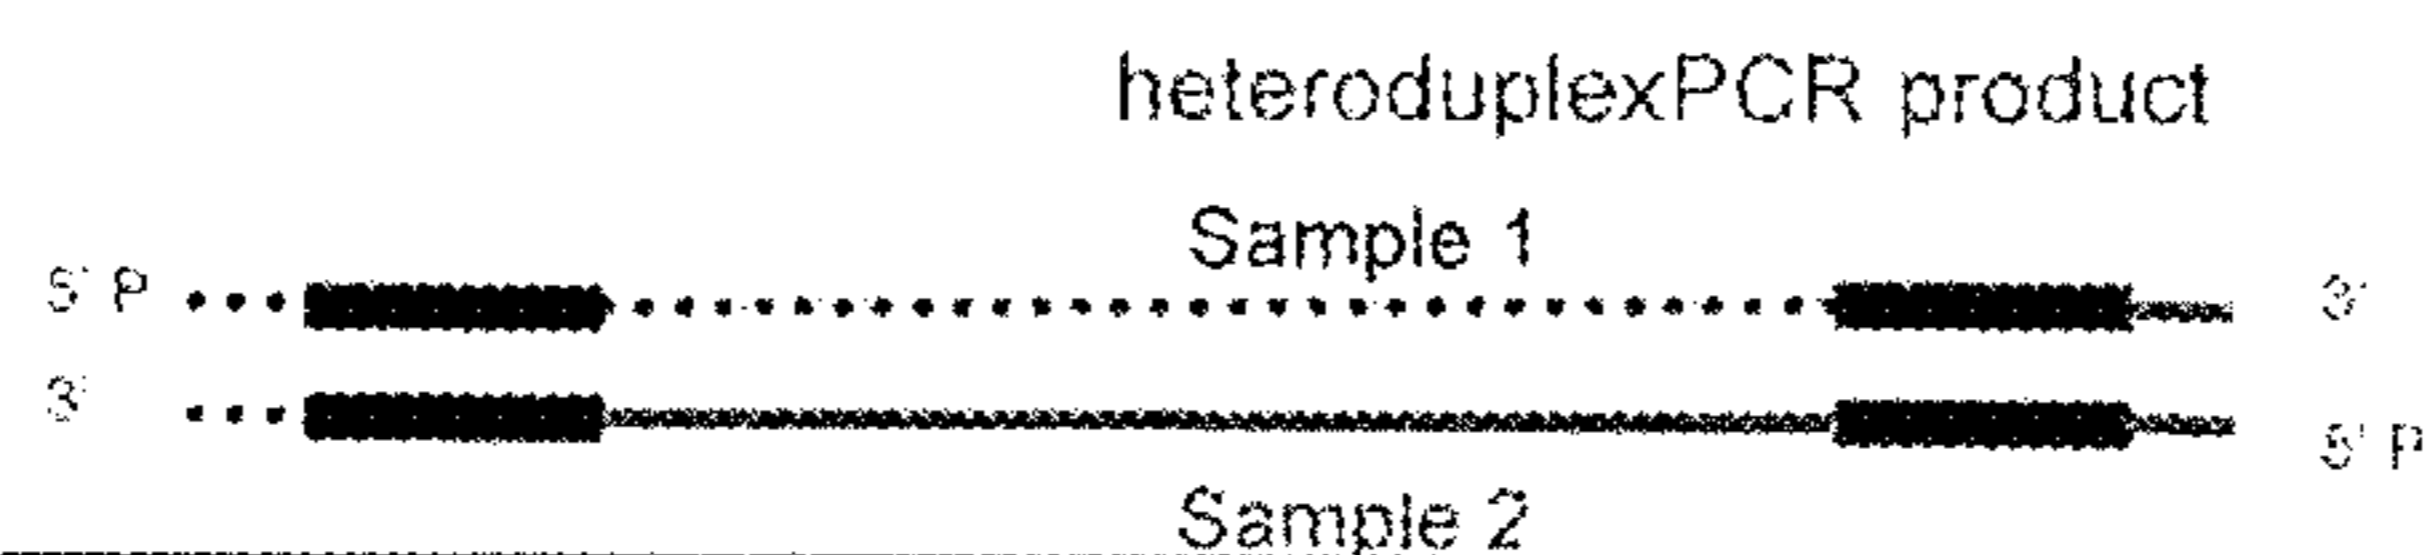 heteroduplexPCR product
Sample 1
5' P 3'
3' 5' P
Sample 2